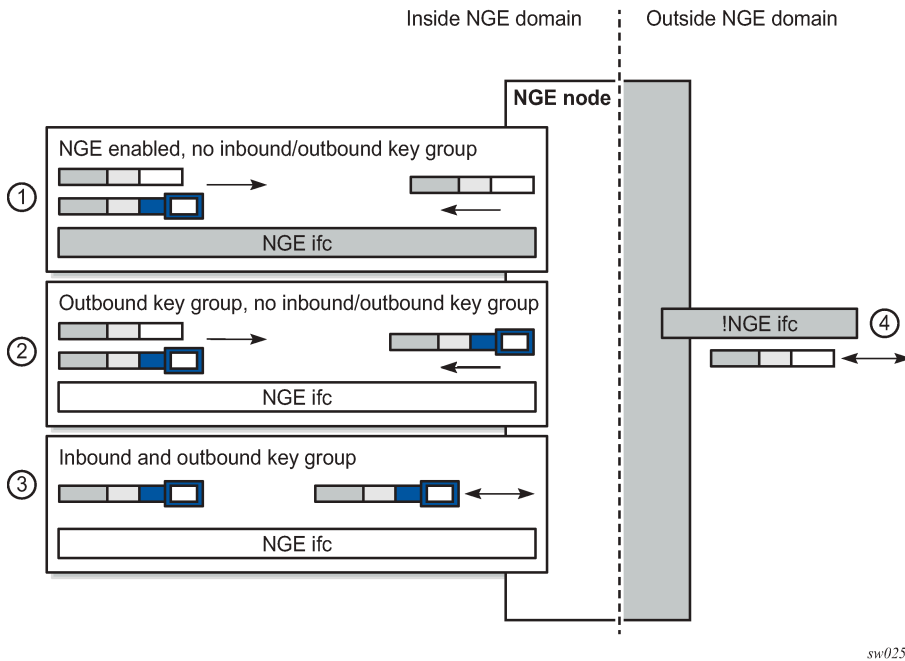 Inside NGE domain
Outside NGE domain
NGE node
NGE enabled, no inbound/outbound key group
1
NGE ifc
Outbound key group, no inbound/outbound key group
2
NGE ifc
Inbound and outbound key group
3
NGE ifc
!NGE ifc
4
sw025